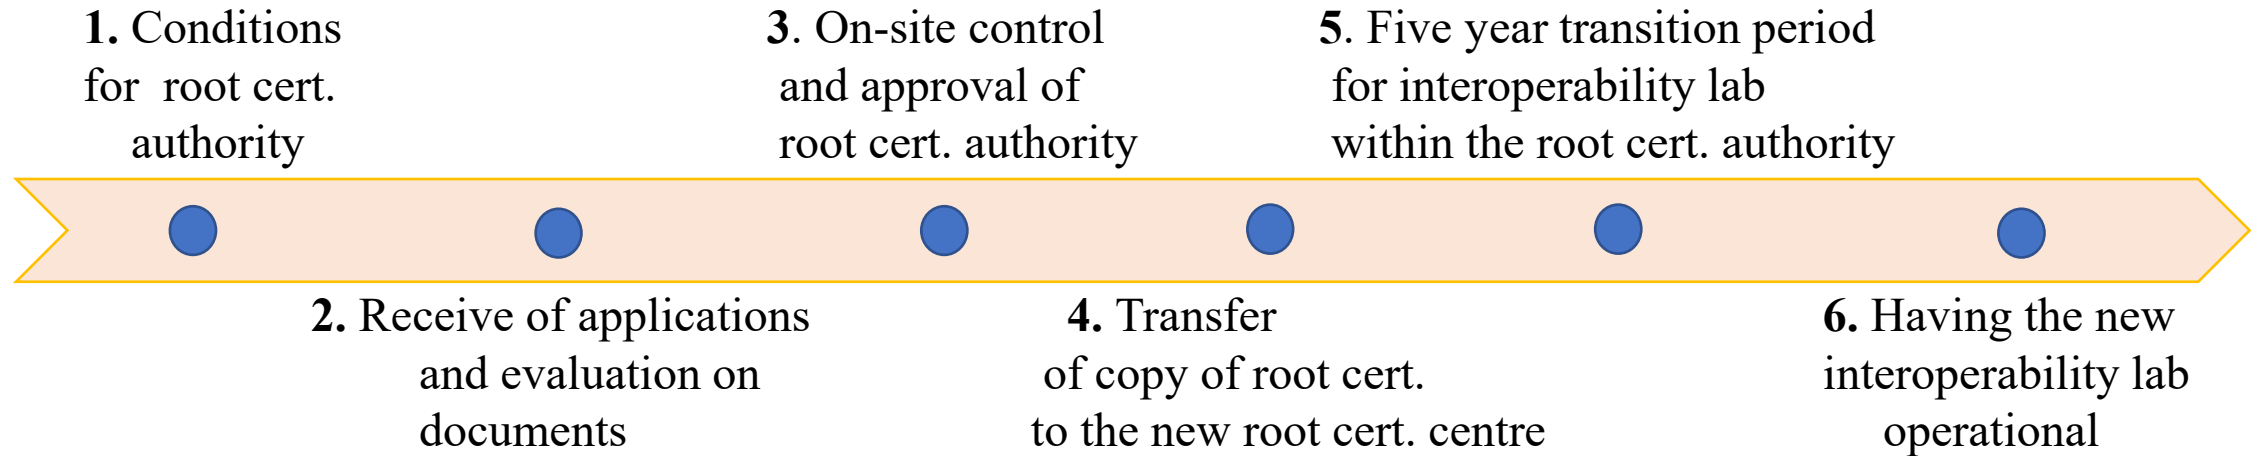 1. Conditions
for root cert.
authority
2. Receive of applications
and evaluation on
documents
3. On-site control
and approval of
root cert. authority
4. Transfer
of copy of root cert.
to the new root cert. centre
5. Five year transition period
for interoperability lab
within the root cert. authority
6. Having the new
interoperability lab
operational